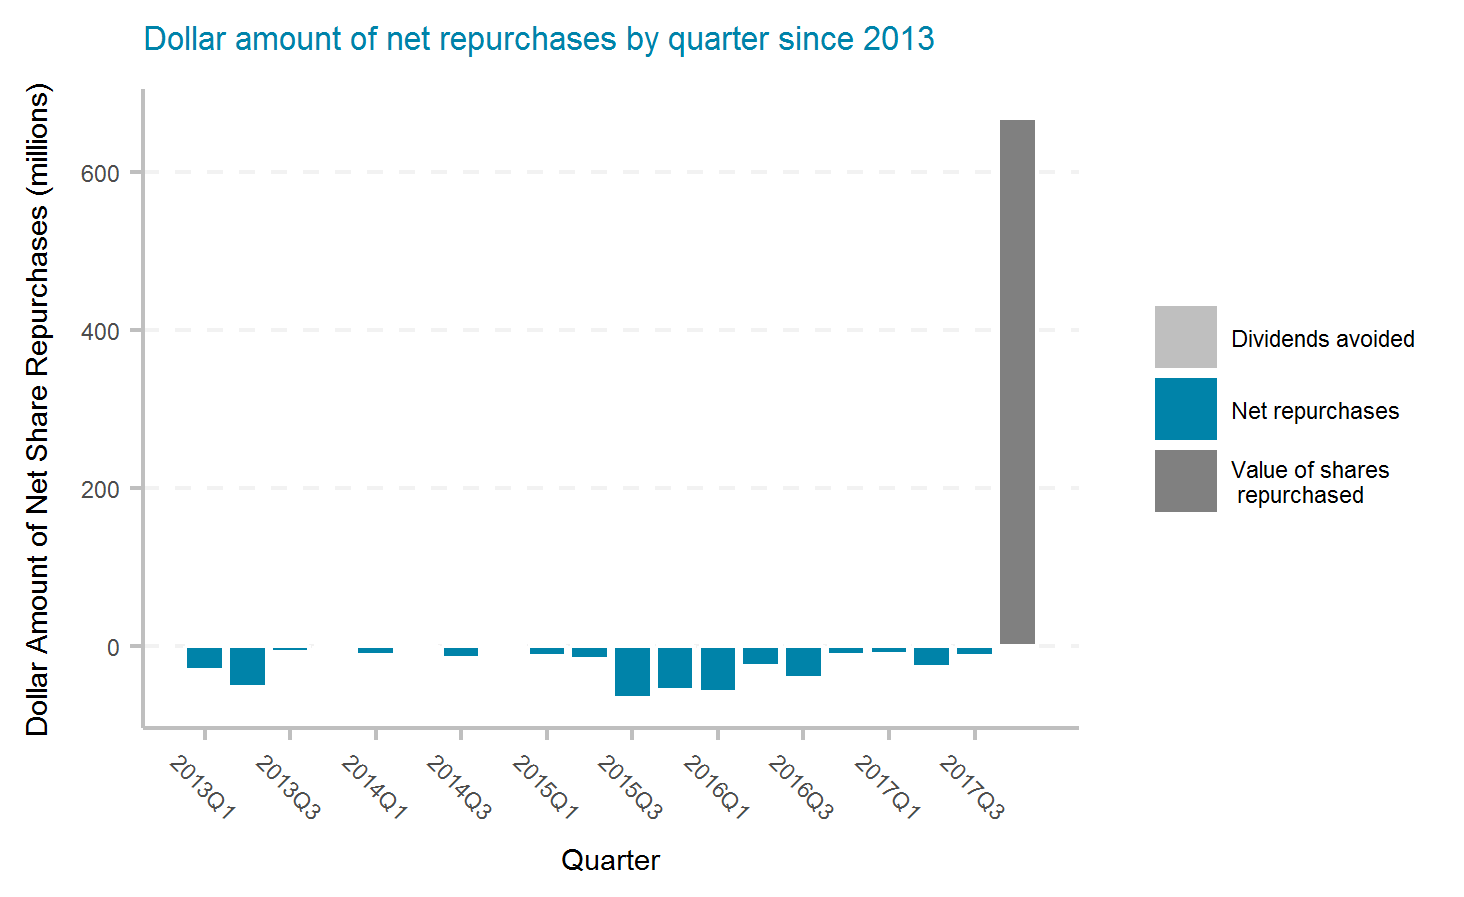 Dollar amount of net repurchases by quarter since 2013
Dollar Amount of Net Share Repurchases (millions)
600
400
200
0
2013Q1
2013Q3
2014Q1
2014Q3
2015Q1
2015Q3
2016Q1
2016Q3
2017Q1
2017Q3
Quarter
Dividends avoided
Net repurchases
Value of shares
repurchased